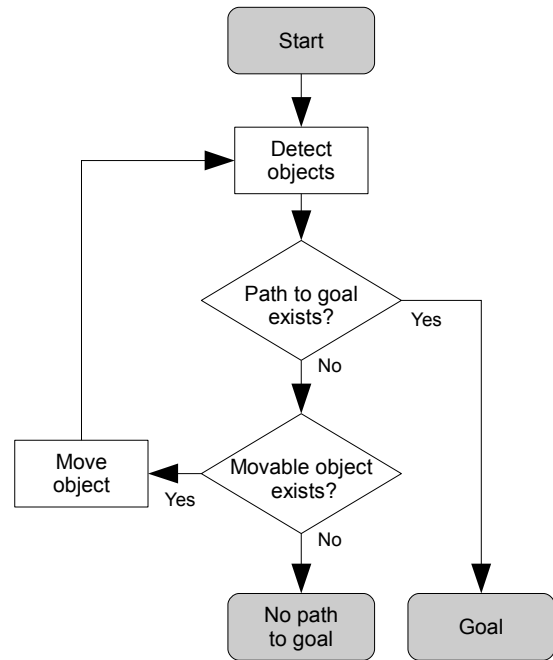 Start
Detect
objects
Path to goal
exists?
Yes
No
Move
object
Movable object
exists?
Yes
No
No path
to goal
Goal